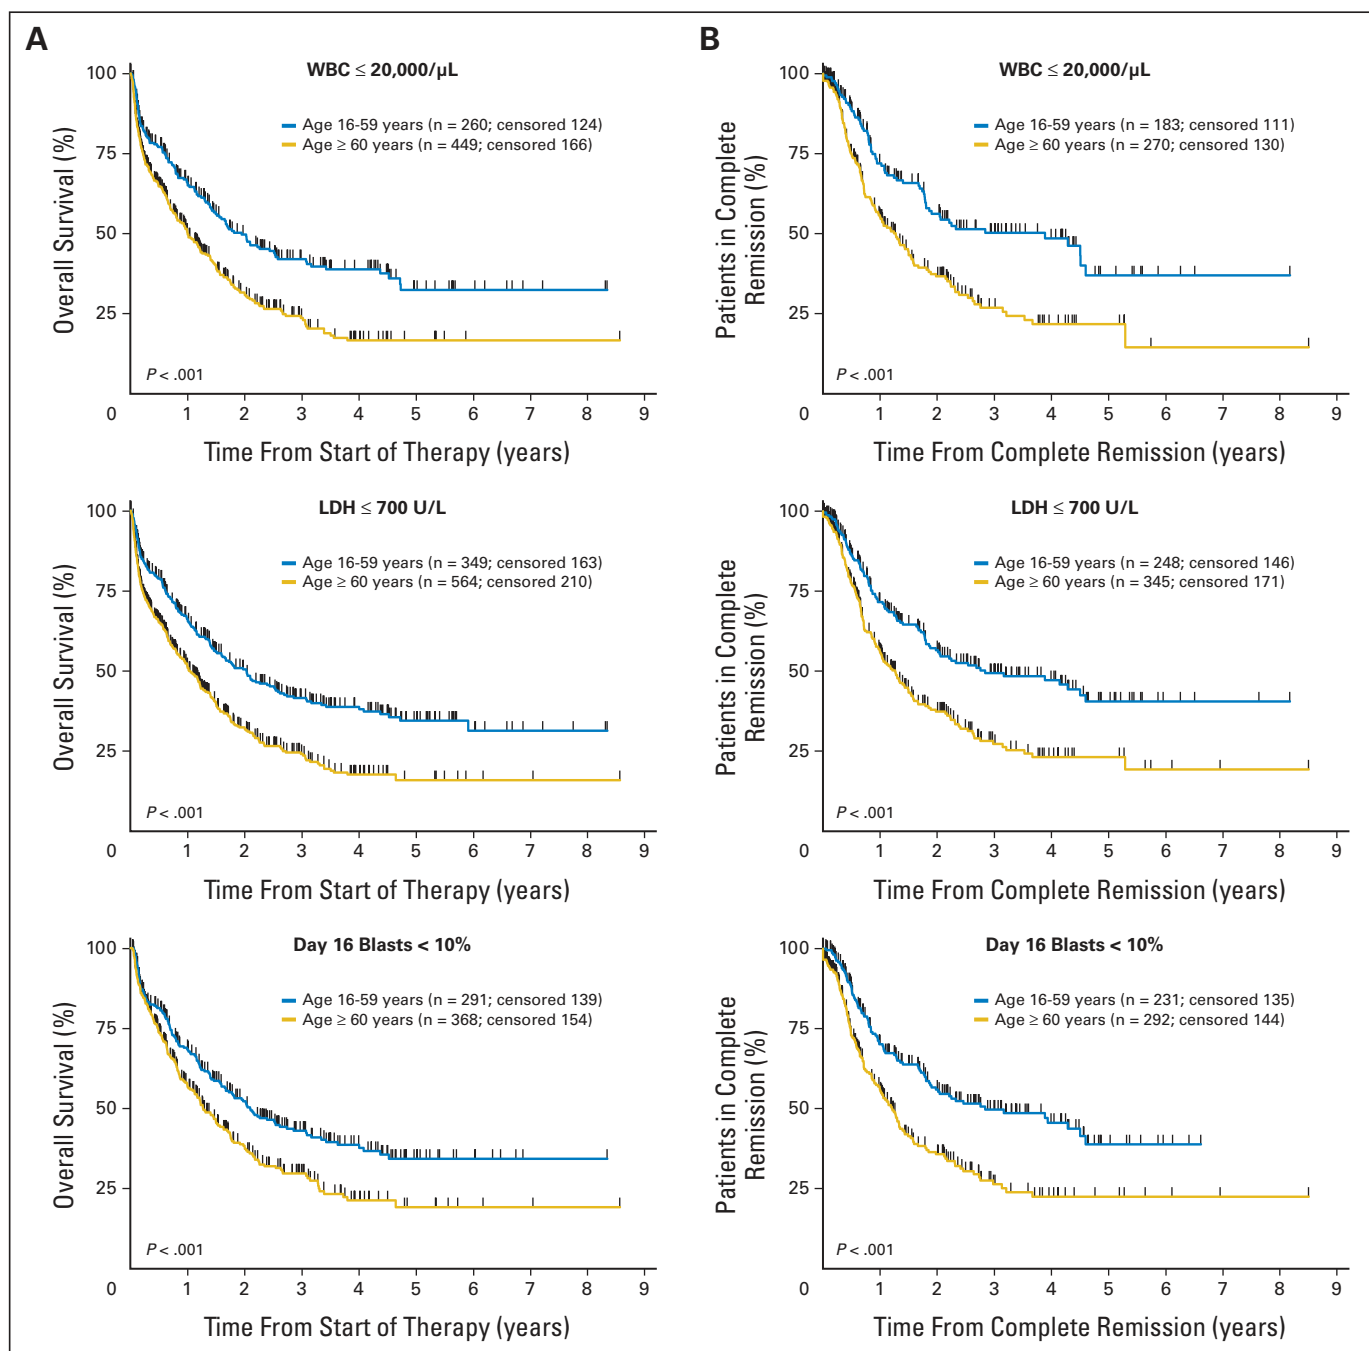 A
WBC ≤ 20,000/µL
Overall Survival (%)
100
75
50
25
0
Age 16-59 years (n = 260; censored 124)
Age ≥ 60 years (n = 449; censored 166)
P < .001
1 2 3 4 5 6 7 8 9
Time From Start of Therapy (years)
B
WBC ≤ 20,000/µL
Patients in Complete
Remission (%)
100
75
50
25
0
Age 16-59 years (n = 183; censored 111)
Age ≥ 60 years (n = 270; censored 130)
P < .001
1 2 3 4 5 6 7 8 9
Time From Complete Remission (years)
LDH ≤ 700 U/L
Overall Survival (%)
100
75
50
25
0
Age 16-59 years (n = 349; censored 163)
Age ≥ 60 years (n = 564; censored 210)
P < .001
1 2 3 4 5 6 7 8 9
Time From Start of Therapy (years)
LDH ≤ 700 U/L
Patients in Complete
Remission (%)
100
75
50
25
0
Age 16-59 years (n = 248; censored 146)
Age ≥ 60 years (n = 345; censored 171)
P < .001
1 2 3 4 5 6 7 8 9
Time From Complete Remission (years)
Day 16 Blasts < 10%
Overall Survival (%)
100
75
50
25
0
Age 16-59 years (n = 291; censored 139)
Age ≥ 60 years (n = 368; censored 154)
P < .001
1 2 3 4 5 6 7 8 9
Time From Start of Therapy (years)
Day 16 Blasts < 10%
Patients in Complete
Remission (%)
100
75
50
25
0
Age 16-59 years (n = 231; censored 135)
Age ≥ 60 years (n = 292; censored 144)
P < .001
1 2 3 4 5 6 7 8 9
Time From Complete Remission (years)